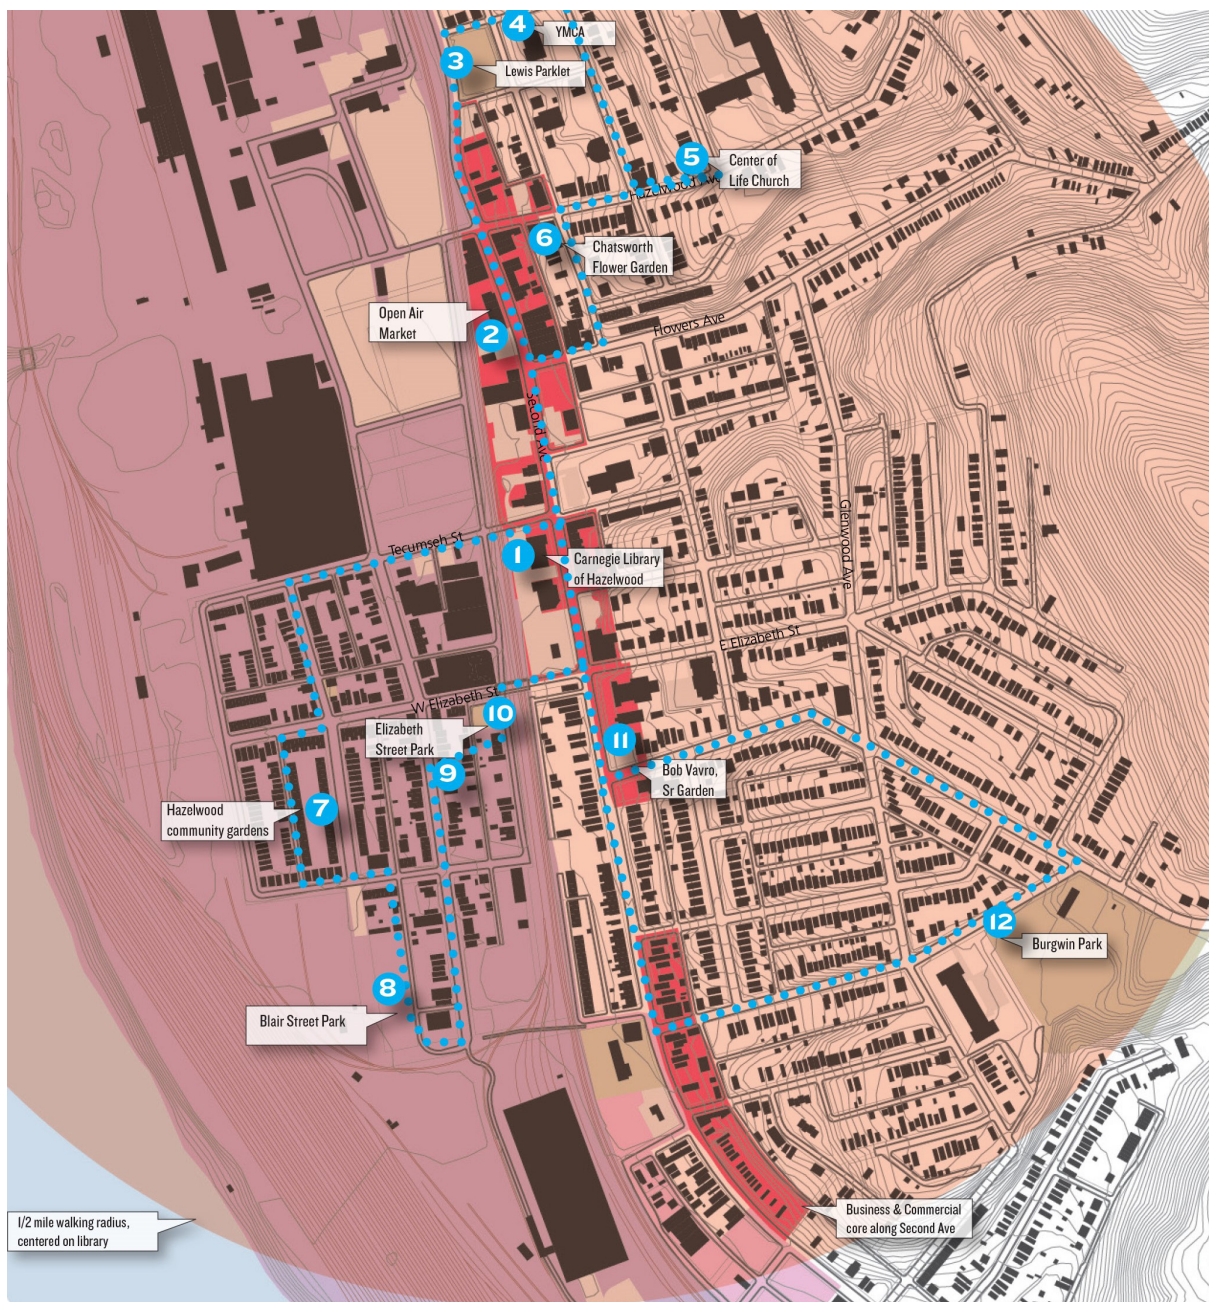 4
YMCA
3
Lewis Parklet
5
Center of
Life Church
Hazelwood Ave
6
Chatsworth
Flower Garden
Open Air
Market
2
Flowers Ave
Second Ave
Glenwood Ave
Tecumseh St
1
Carnegie Library
of Hazelwood
E Elizabeth St
W Elizabeth St
10
Elizabeth
Street Park
11
9
Bob Vavro,
Sr Garden
Hazelwood
community gardens
7
12
Burgwin Park
8
Blair Street Park
1/2 mile walking radius,
centered on library
Business & Commercial
core along Second Ave